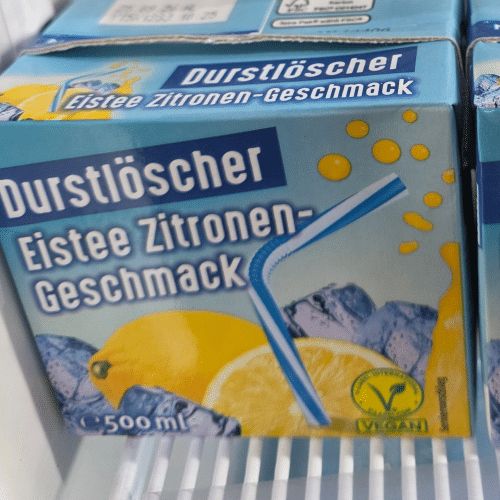 Durstlöscher
Eistee Zitronen-Geschmack
Durstlöscher
Eistee Zitronen-
Geschmack
500 ml
VEGAN